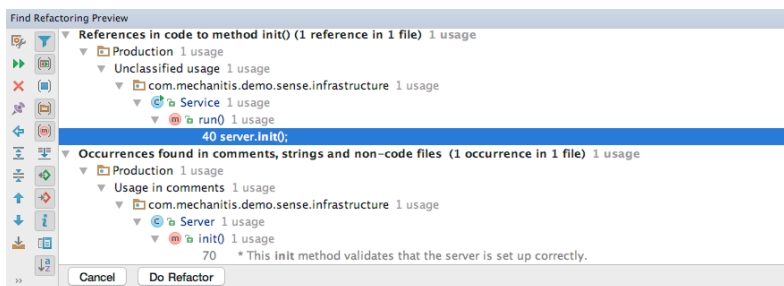 Find Refactoring Preview
References in code to method init() (1 reference in 1 file) 1 usage
Production 1 usage
Unclassified usage 1 usage
com.mechanitis.demo.sense.infrastructure 1 usage
Service 1 usage
run() 1 usage
40 server.init();
Occurrences found in comments, strings and non-code files (1 occurrence in 1 file) 1 usage
Production 1 usage
Usage in comments 1 usage
com.mechanitis.demo.sense.infrastructure 1 usage
Server 1 usage
init() 1 usage
70 * This init method validates that the server is set up correctly.
Cancel Do Refactor